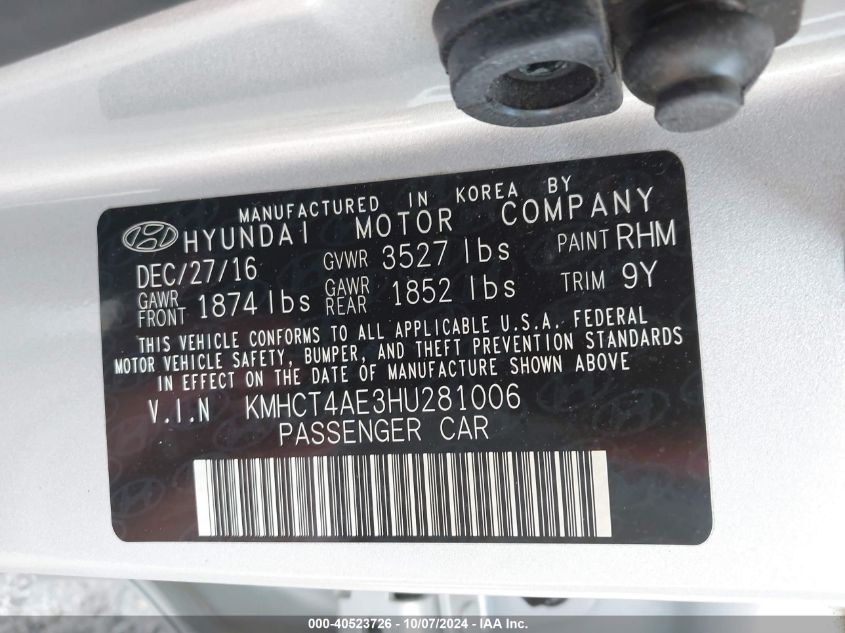 MANUFACTURED IN KOREA BY
HYUNDAI MOTOR COMPANY
DEC/27/16 GVWR 3527 lbs PAINT RHM
GAWR FRONT 1874 lbs GAWR REAR 1852 lbs TRIM 9Y
THIS VEHICLE CONFORMS TO ALL APPLICABLE U.S.A. FEDERAL
MOTOR VEHICLE SAFETY, BUMPER, AND THEFT PREVENTION STANDARDS
IN EFFECT ON THE DATE OF MANUFACTURE SHOWN ABOVE
V.I.N KMHCT4AE3HU281006
PASSENGER CAR
000-40523726 - 10/07/2024 - IAA Inc.